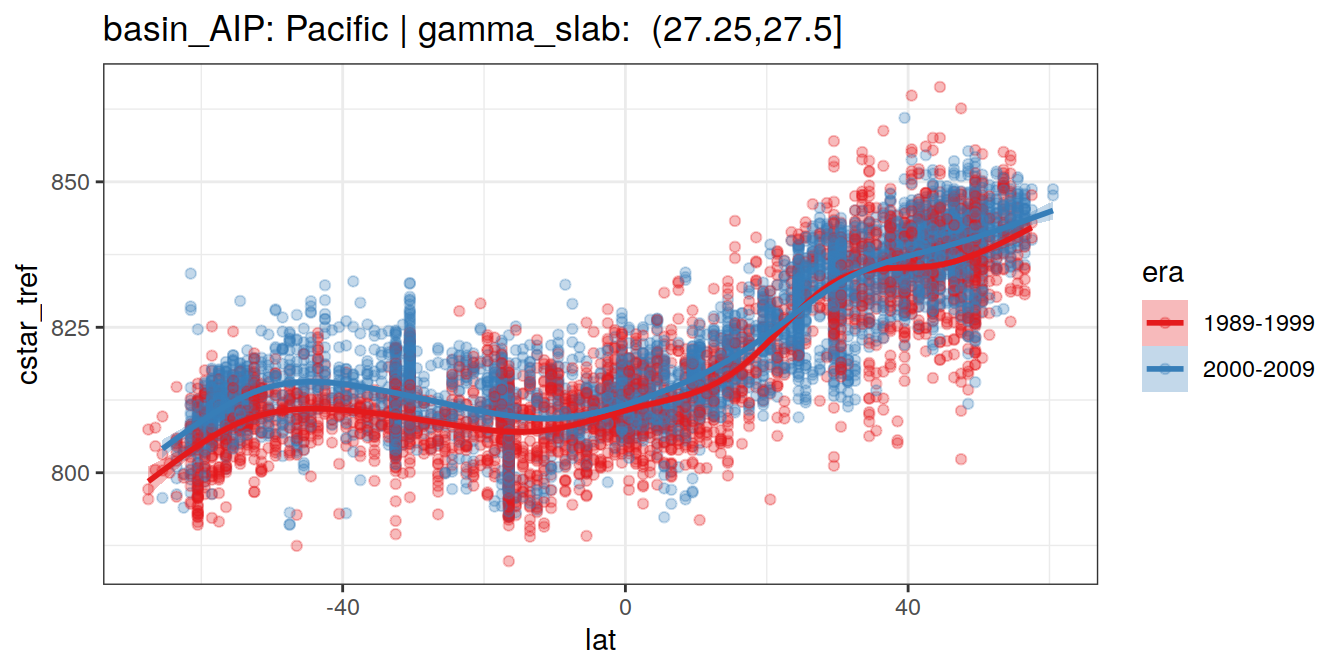 basin_AIP: Pacific | gamma_slab:  (27.25,27.5]
850
825
800
cstar_tref
-40
0
40
lat
era
1989-1999
2000-2009